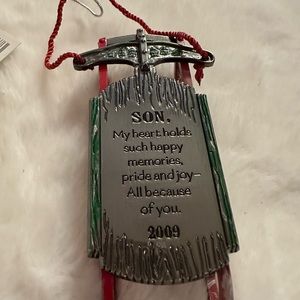 SON,
My heart holds
such happy
memories,
pride and joy—
All because
of you.
2009